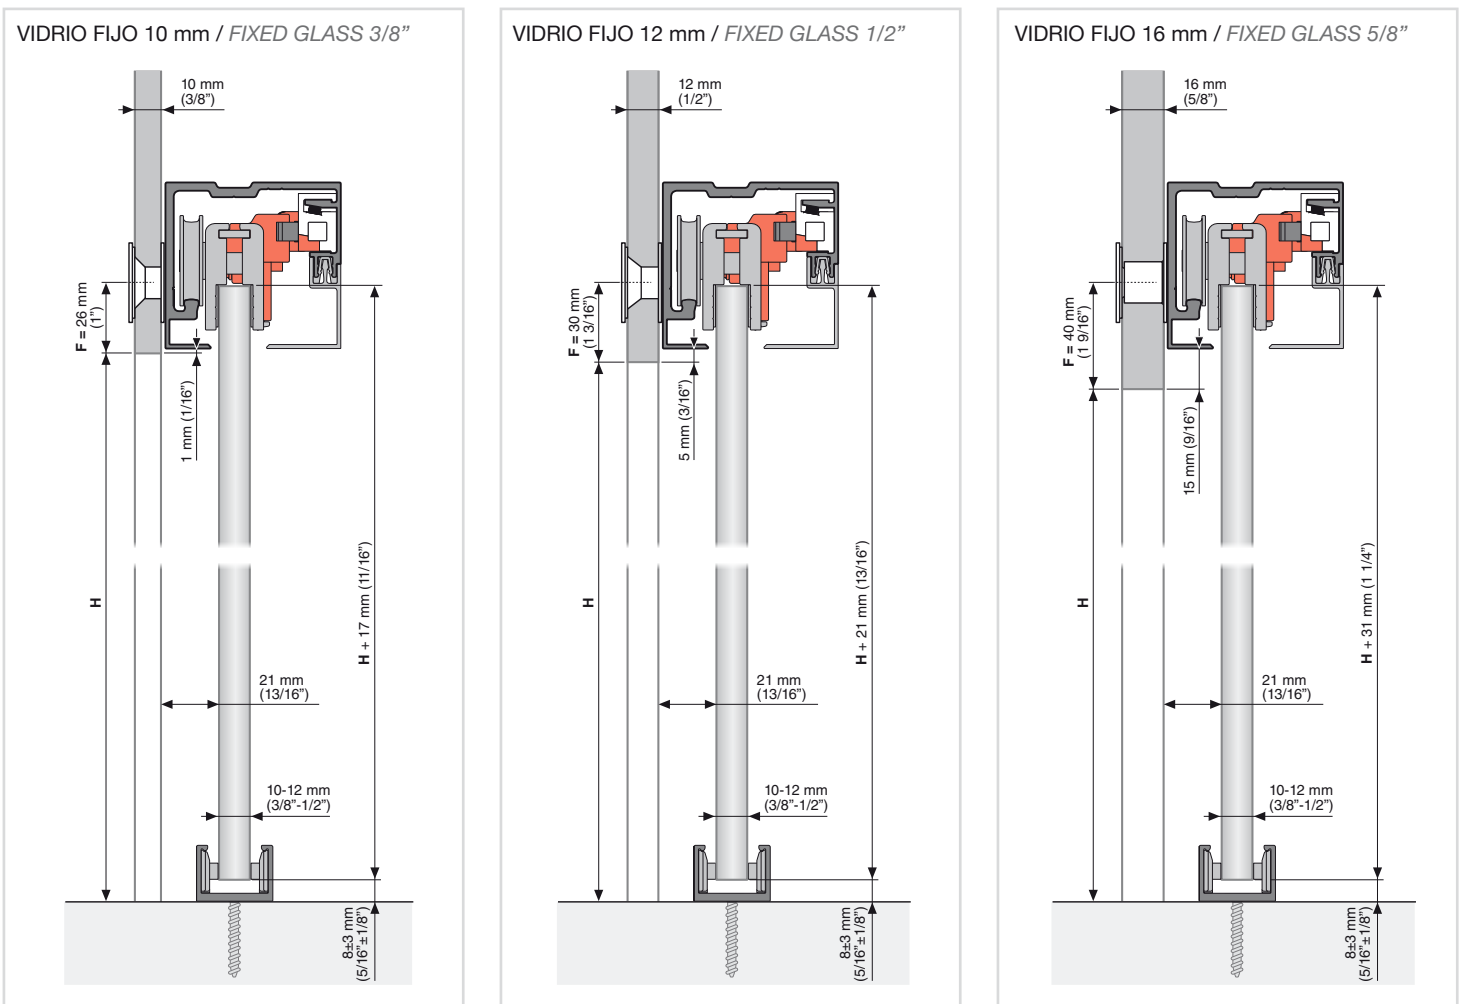 VIDRIO FIJO 10 mm / FIXED GLASS 3/8”
10 mm
(3/8”)
F = 26 mm
(1”)
1 mm (1/16”)
H
H + 17 mm (11/16”)
21 mm
(13/16”)
10-12 mm
(3/8”-1/2”)
8±3 mm
(5/16”±1/8”)
VIDRIO FIJO 12 mm / FIXED GLASS 1/2”
12 mm
(1/2”)
F = 30 mm
(1 3/16”)
5 mm (3/16”)
H
H + 21 mm (13/16”)
21 mm
(13/16”)
10-12 mm
(3/8”-1/2”)
8±3 mm
(5/16”±1/8”)
VIDRIO FIJO 16 mm / FIXED GLASS 5/8”
16 mm
(5/8”)
F = 40 mm
(1 9/16”)
15 mm (9/16”)
H
H + 31 mm (1 1/4”)
21 mm
(13/16”)
10-12 mm
(3/8”-1/2”)
8±3 mm
(5/16”±1/8”)